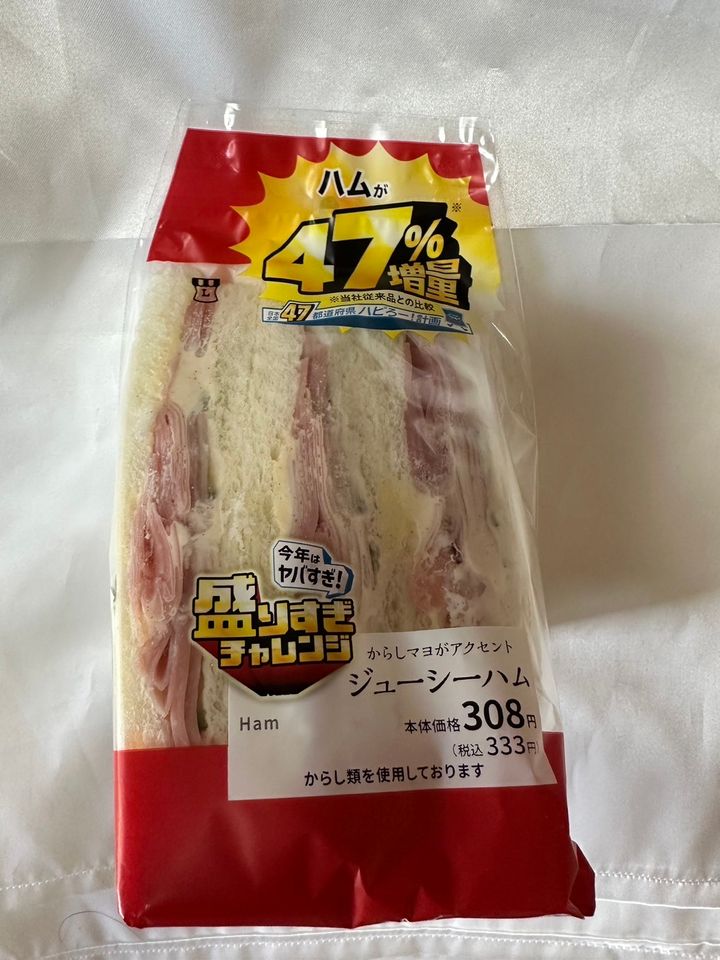 ハムが
47%※
増量
※当社従来品との比較
日本全国47都道府県ハピろー!計画
L
今年は
ヤバすぎ!
盛りすぎ
チャレンジ
からしマヨがアクセント
ジューシーハム
Ham
本体価格308円
(税込333円)
からし類を使用しております